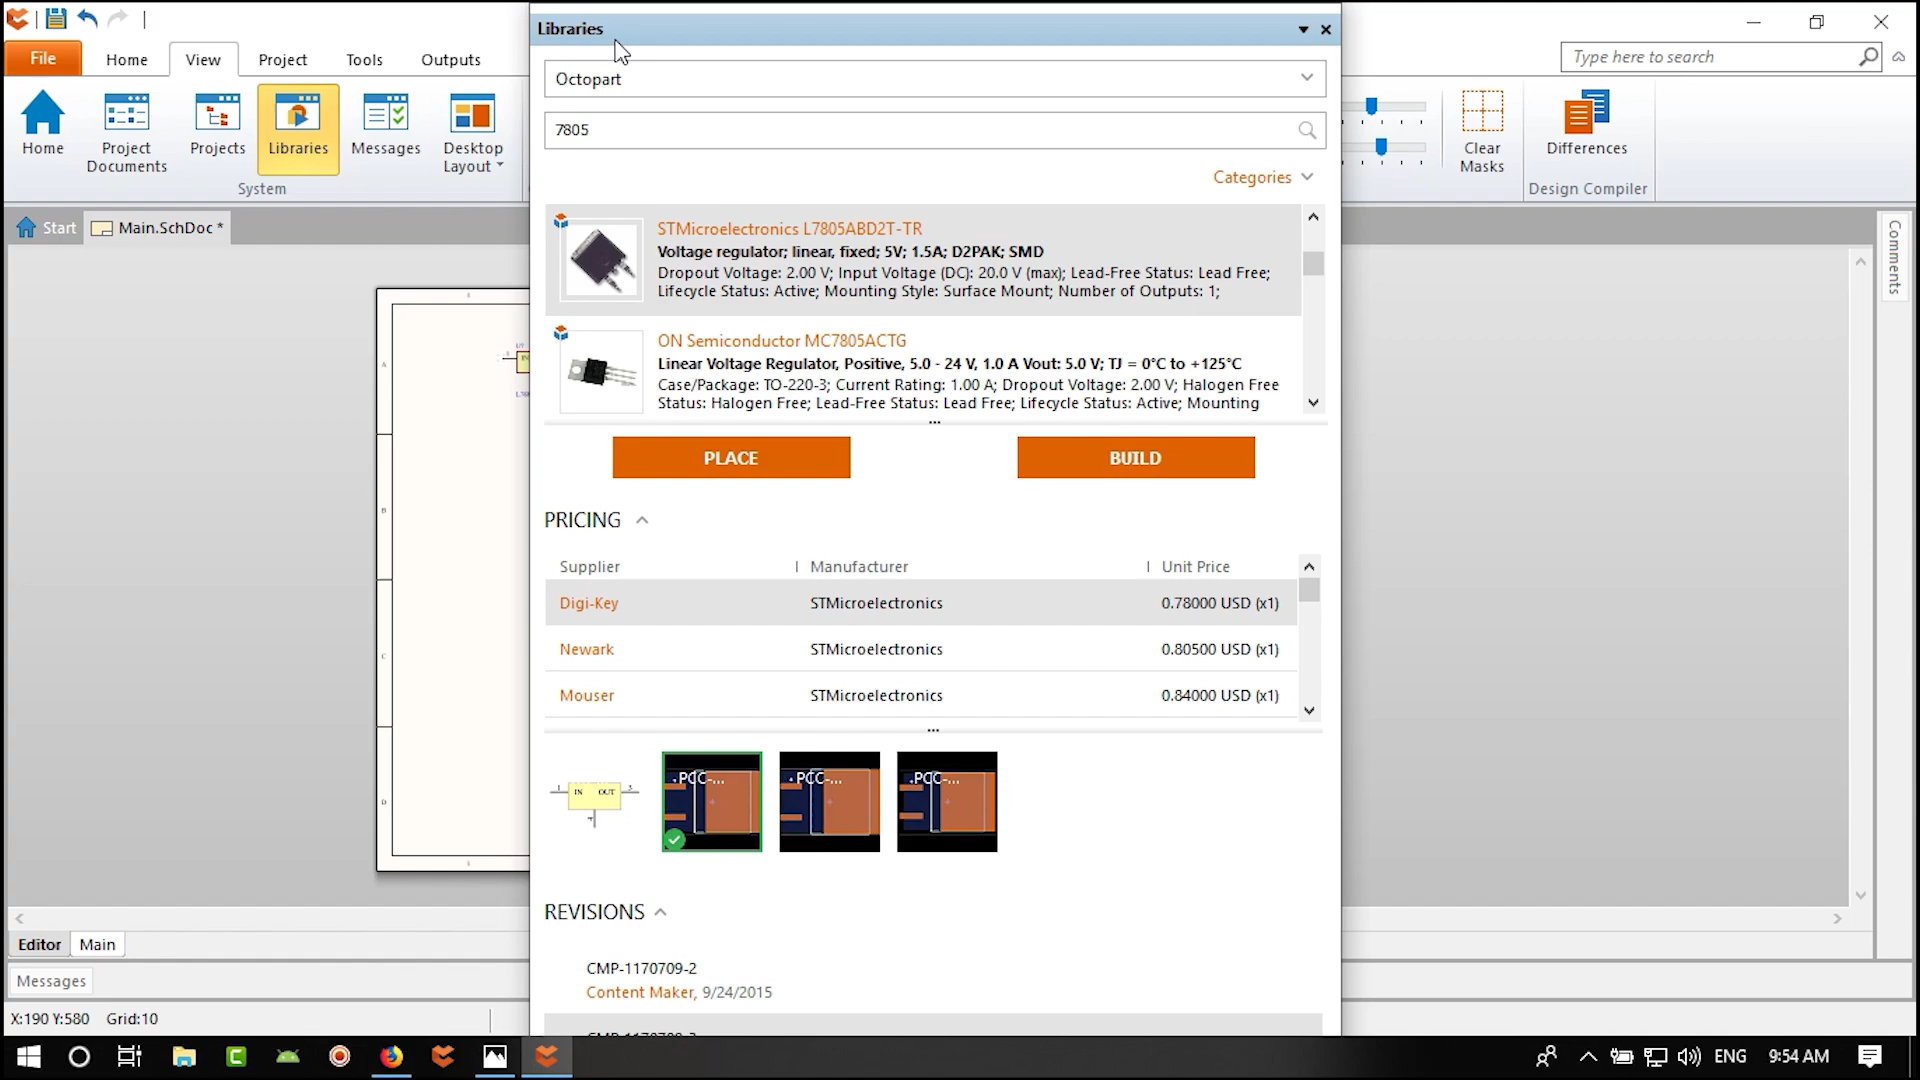 Libraries
File
Home
View
Project
Tools
Outputs
Type here to search
Octopart
7805
Home
Project
Documents
Projects
Libraries
Messages
Desktop
Layout
System
Clear
Masks
Differences
Design Compiler
Categories
Start
Main.SchDoc *
Comments
STMicroelectronics L7805ABD2T-TR
Voltage regulator; linear, fixed; 5V; 1.5A; D2PAK; SMD
Dropout Voltage: 2.00 V; Input Voltage (DC): 20.0 V (max); Lead-Free Status: Lead Free;
Lifecycle Status: Active; Mounting Style: Surface Mount; Number of Outputs: 1;
ON Semiconductor MC7805ACTG
Linear Voltage Regulator, Positive, 5.0 - 24 V, 1.0 A Vout: 5.0 V; TJ = 0°C to +125°C
Case/Package: TO-220-3; Current Rating: 1.00 A; Dropout Voltage: 2.00 V; Halogen Free
Status: Halogen Free; Lead-Free Status: Lead Free; Lifecycle Status: Active; Mounting
PLACE
BUILD
PRICING
Supplier
Manufacturer
Unit Price
Digi-Key
STMicroelectronics
0.78000 USD (x1)
Newark
STMicroelectronics
0.80500 USD (x1)
Mouser
STMicroelectronics
0.84000 USD (x1)
1
IN
OUT
3
.PCC-...
.PCC-...
.PCC-...
REVISIONS
CMP-1170709-2
Content Maker, 9/24/2015
A
B
C
D
Editor
Main
Messages
X:190 Y:580
Grid:10
ENG
9:54 AM